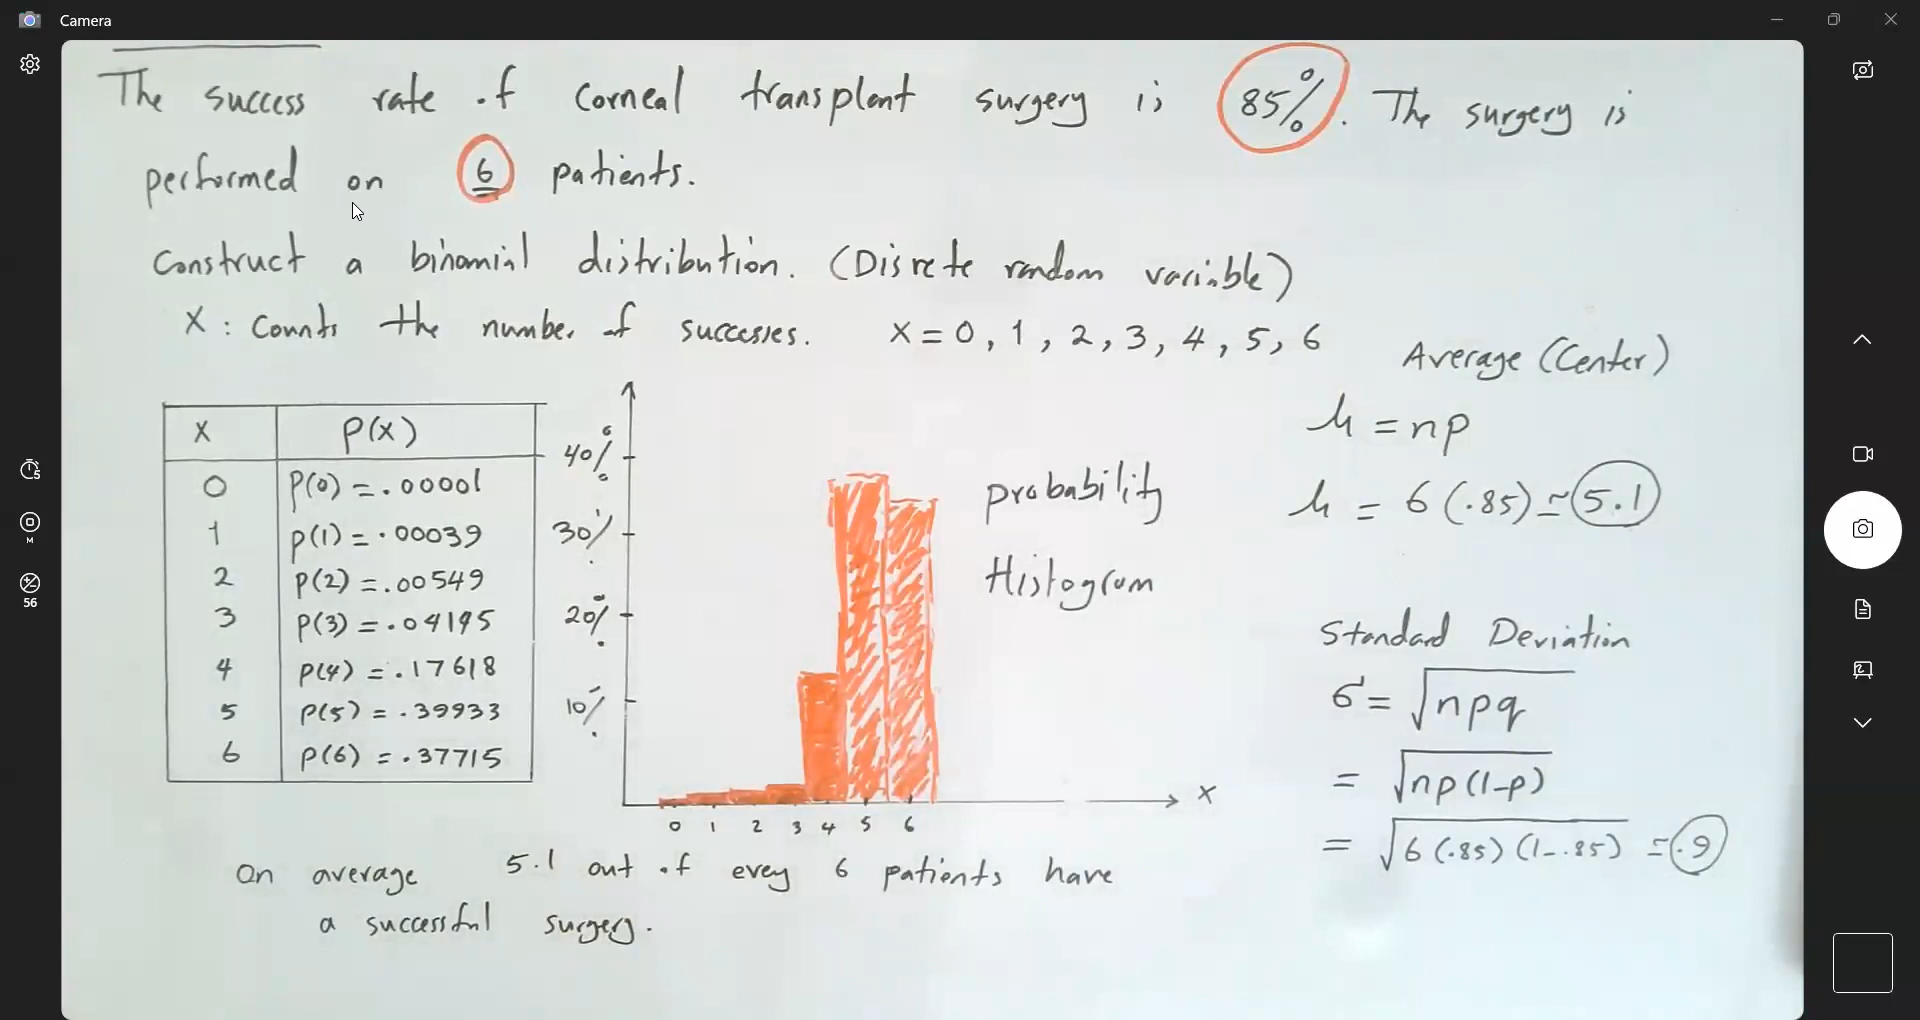 Camera
The success rate of Corneal transplant surgery is 85%. The surgery is
performed on 6 patients.
Construct a binomial distribution. (Discrete random variable)
X : Counts the number of successes. X = 0, 1, 2, 3, 4, 5, 6
X P(X)
0 P(0) = .00001
1 P(1) = .00039
2 P(2) = .00549
3 P(3) = .04195
4 P(4) = .17618
5 P(5) = .39933
6 P(6) = .37715
40%
30%
20%
10%
0 1 2 3 4 5 6
X
probability
Histogram
Average (Center)
μ = np
μ = 6 (.85) ≃ 5.1
Standard Deviation
σ = √npq
= √np(1-p)
= √6 (.85) (1-.85) ≃ .9
On average 5.1 out of every 6 patients have
a successful surgery.
5
M
56